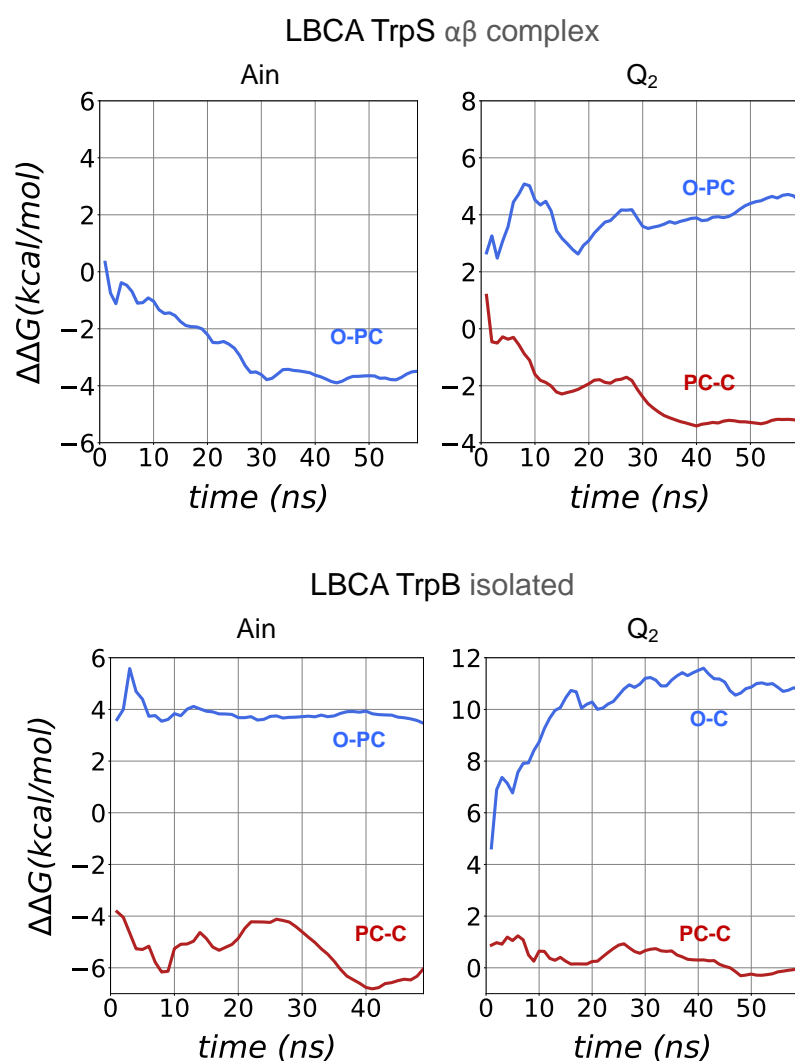 LBCA TrpS αβ complex
Ain
ΔΔG(kcal/mol)
6
4
2
0
−2
−4
−6
O-PC
0 10 20 30 40 50
time (ns)
Q₂
8
6
4
2
0
−2
−4
O-PC
PC-C
0 10 20 30 40 50
time (ns)
LBCA TrpB isolated
Ain
ΔΔG(kcal/mol)
6
4
2
0
−2
−4
−6
O-PC
PC-C
0 10 20 30 40
time (ns)
Q₂
12
10
8
6
4
2
0
O-C
PC-C
0 10 20 30 40 50
time (ns)